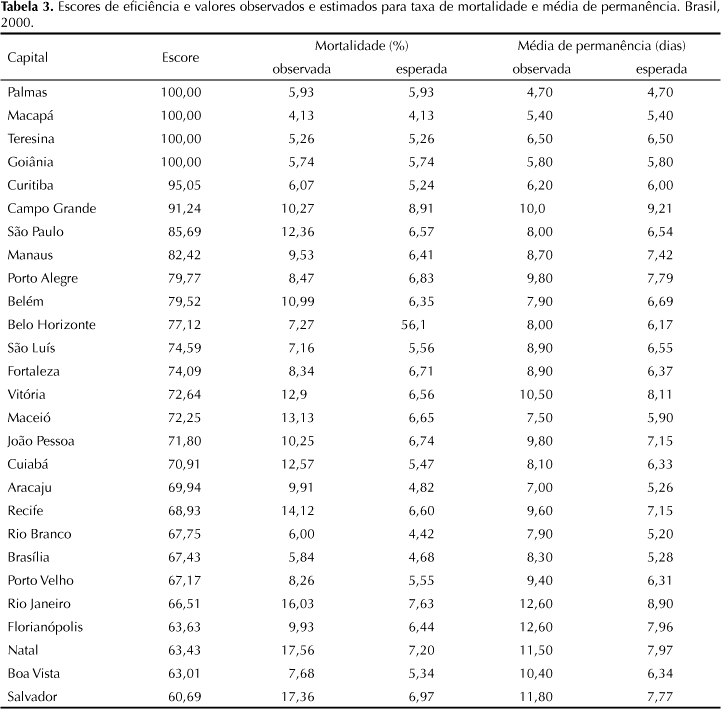 Tabela 3. Escores de eficiência e valores observados e estimados para taxa de mortalidade e média de permanência. Brasil,
2000.
Capital Escore Mortalidade (%) Média de permanência (dias)
observada esperada observada esperada
Palmas 100,00 5,93 5,93 4,70 4,70
Macapá 100,00 4,13 4,13 5,40 5,40
Teresina 100,00 5,26 5,26 6,50 6,50
Goiânia 100,00 5,74 5,74 5,80 5,80
Curitiba 95,05 6,07 5,24 6,20 6,00
Campo Grande 91,24 10,27 8,91 10,0 9,21
São Paulo 85,69 12,36 6,57 8,00 6,54
Manaus 82,42 9,53 6,41 8,70 7,42
Porto Alegre 79,77 8,47 6,83 9,80 7,79
Belém 79,52 10,99 6,35 7,90 6,69
Belo Horizonte 77,12 7,27 56,1 8,00 6,17
São Luís 74,59 7,16 5,56 8,90 6,55
Fortaleza 74,09 8,34 6,71 8,90 6,37
Vitória 72,64 12,9 6,56 10,50 8,11
Maceió 72,25 13,13 6,65 7,50 5,90
João Pessoa 71,80 10,25 6,74 9,80 7,15
Cuiabá 70,91 12,57 5,47 8,10 6,33
Aracaju 69,94 9,91 4,82 7,00 5,26
Recife 68,93 14,12 6,60 9,60 7,15
Rio Branco 67,75 6,00 4,42 7,90 5,20
Brasília 67,43 5,84 4,68 8,30 5,28
Porto Velho 67,17 8,26 5,55 9,40 6,31
Rio Janeiro 66,51 16,03 7,63 12,60 8,90
Florianópolis 63,63 9,93 6,44 12,60 7,96
Natal 63,43 17,56 7,20 11,50 7,97
Boa Vista 63,01 7,68 5,34 10,40 6,34
Salvador 60,69 17,36 6,97 11,80 7,77